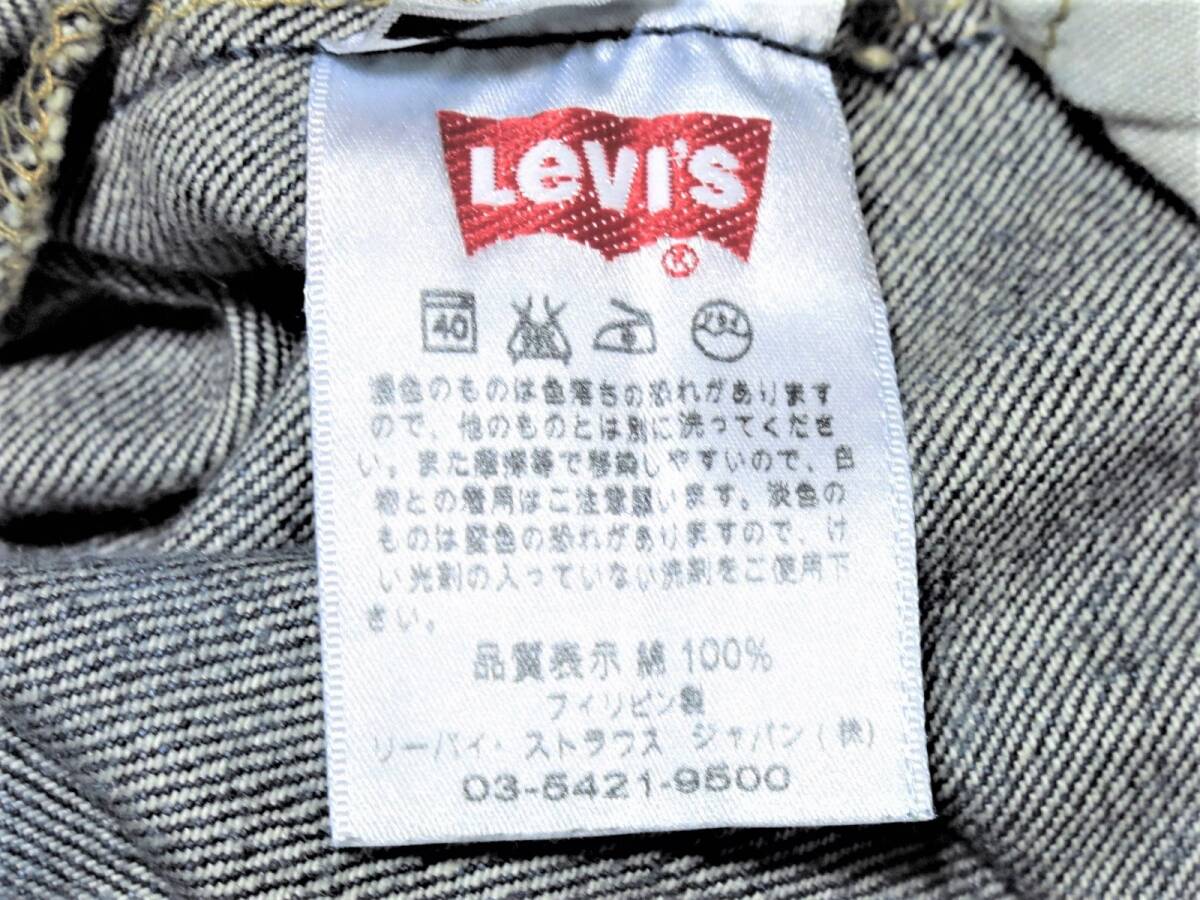 LEVI'S
®
40
濃色のものは色落ちの恐れがあります
ので、他のものとは別に洗ってくださ
い。また摩擦等で移染しやすいので、色
物との着用はご注意願います。淡色の
ものは変色の恐れがありますので、け
い光剤の入っていない洗剤をご使用下
さい。
品質表示 綿 100%
フィリピン製
リーバイ・ストラウス ジャパン(株)
03-5421-9500